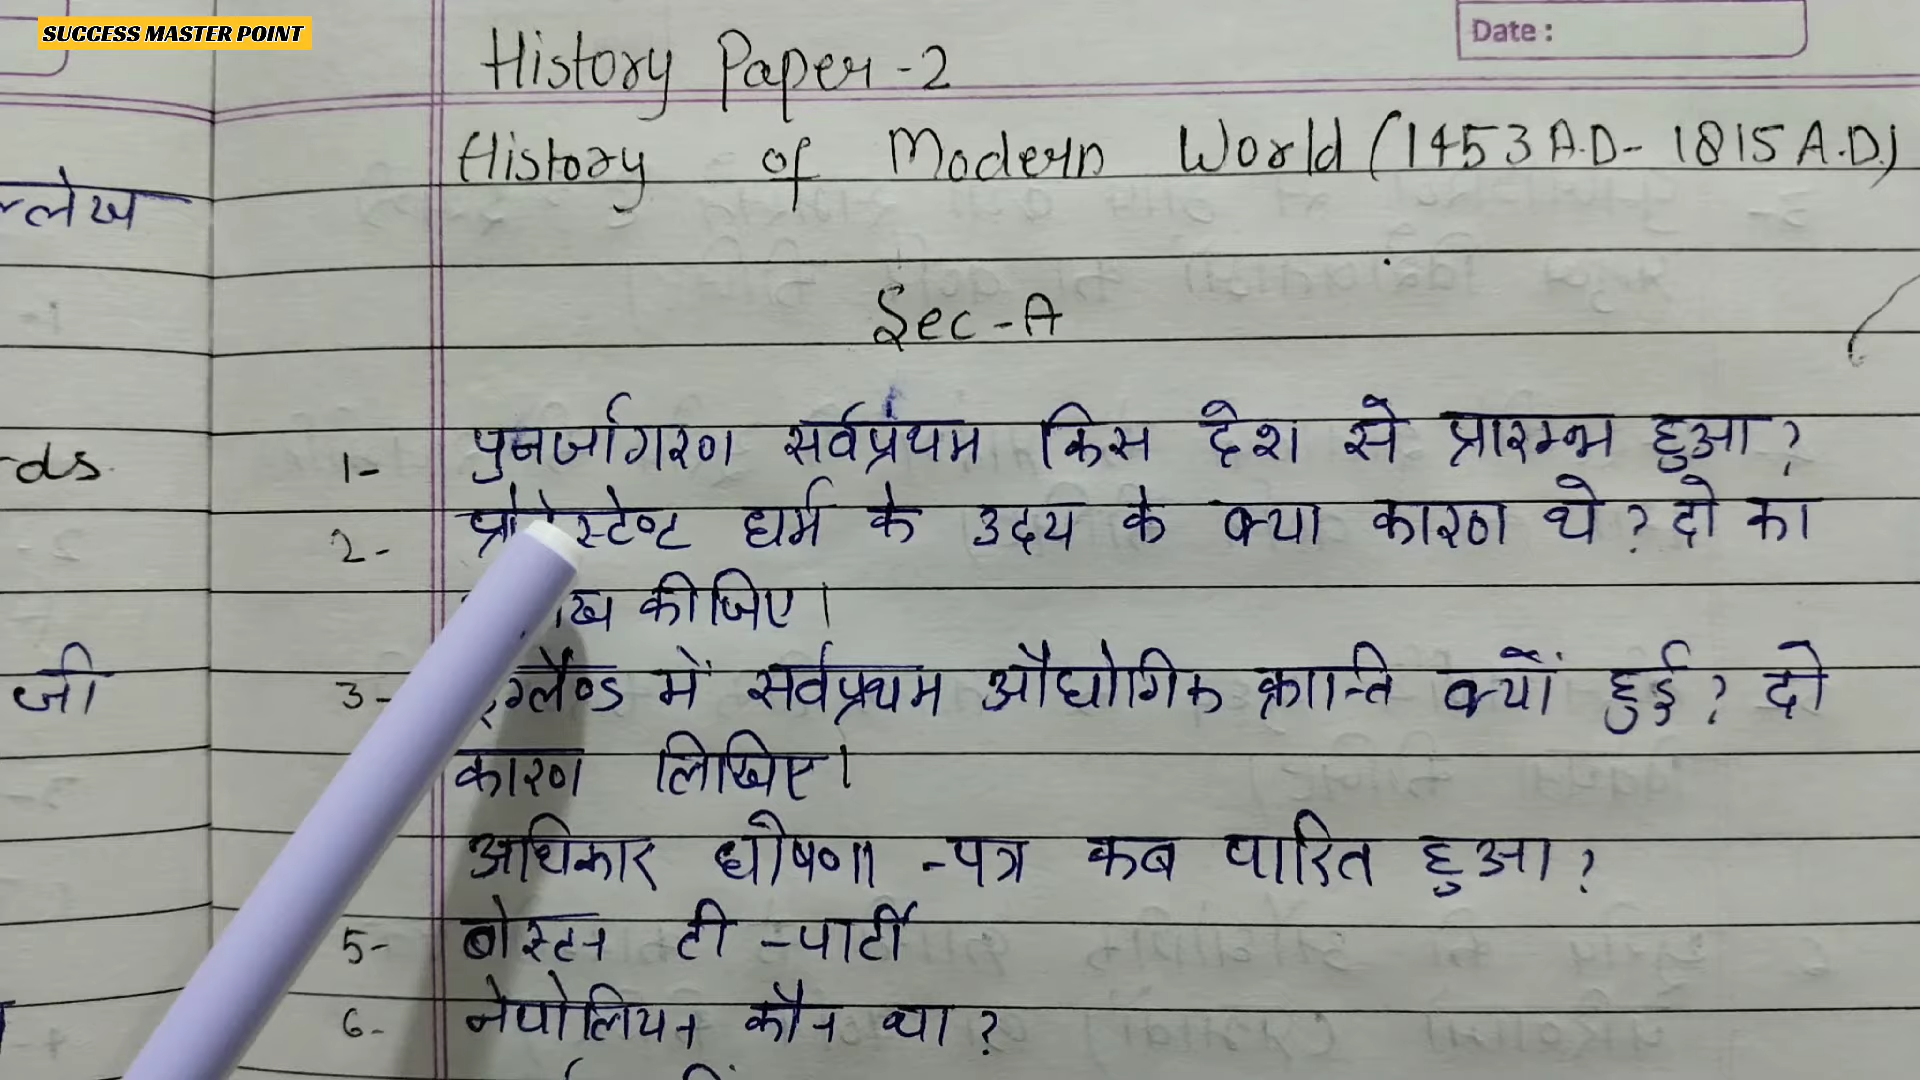 SUCCESS MASTER POINT
Date :
History Paper-2
History of Modern World (1453 A.D- 1815 A.D.)
Sec-A
1- पुनर्जागरण सर्वप्रथम किस देश से प्रारम्भ हुआ?
2- धर्म के उदय के क्या कारण थे? दो का
कीजिए।
3- में सर्वप्रथम औद्योगिक क्रान्ति क्यों हुई? दो
कारण लिखिए।
अधिकार घोषणा -पत्र कब पारित हुआ?
5- बोस्टन टी -पार्टी
6- नेपोलियन कौन था?
ds.
जी